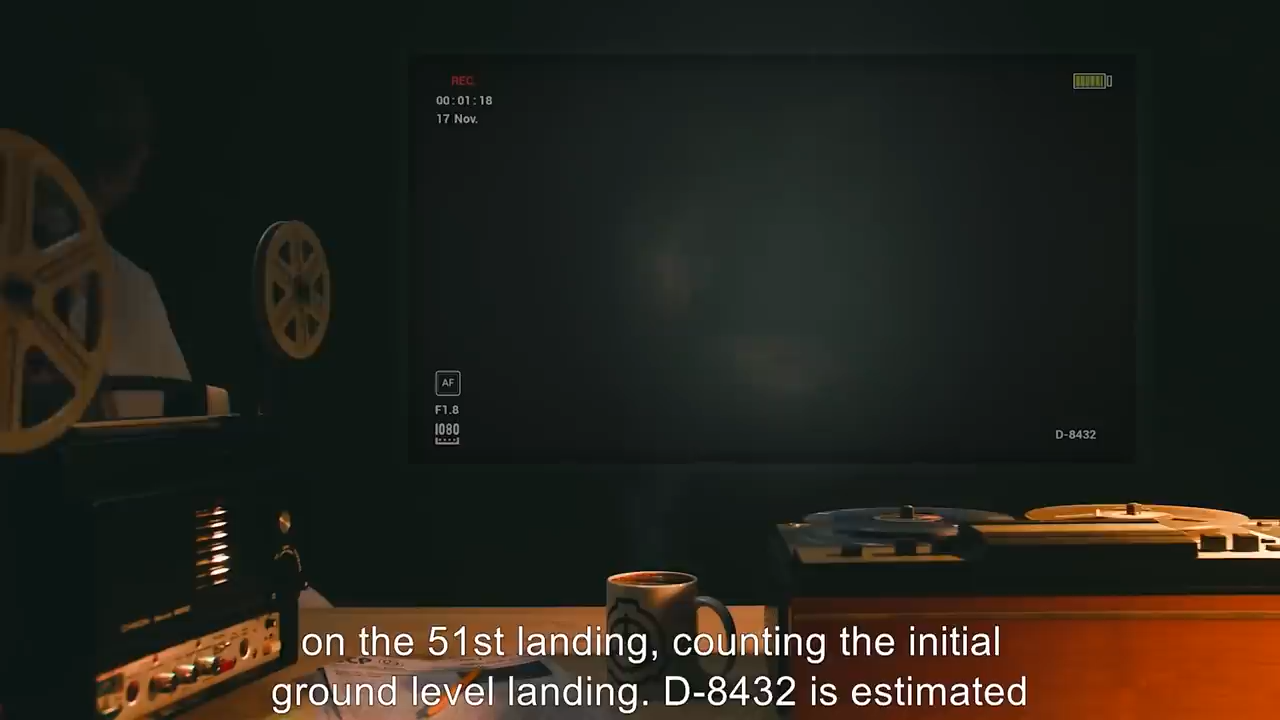 REC
00:01:18
17 Nov.
AF
F1.8
1080
D-8432
on the 51st landing, counting the initial
ground level landing. D-8432 is estimated